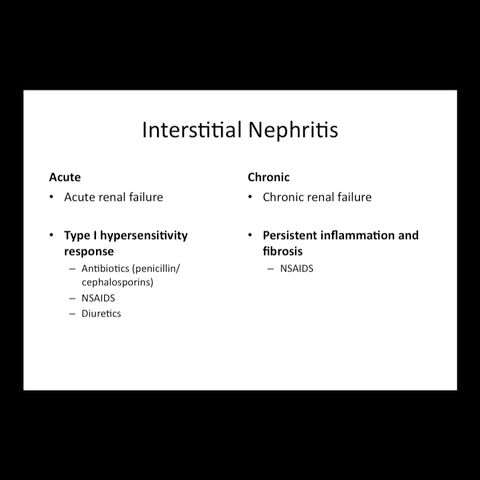 Interstitial Nephritis
Acute
• Acute renal failure
• Type I hypersensitivity
response
– Antibiotics (penicillin/
cephalosporins)
– NSAIDS
– Diuretics
Chronic
• Chronic renal failure
• Persistent inflammation and
fibrosis
– NSAIDS